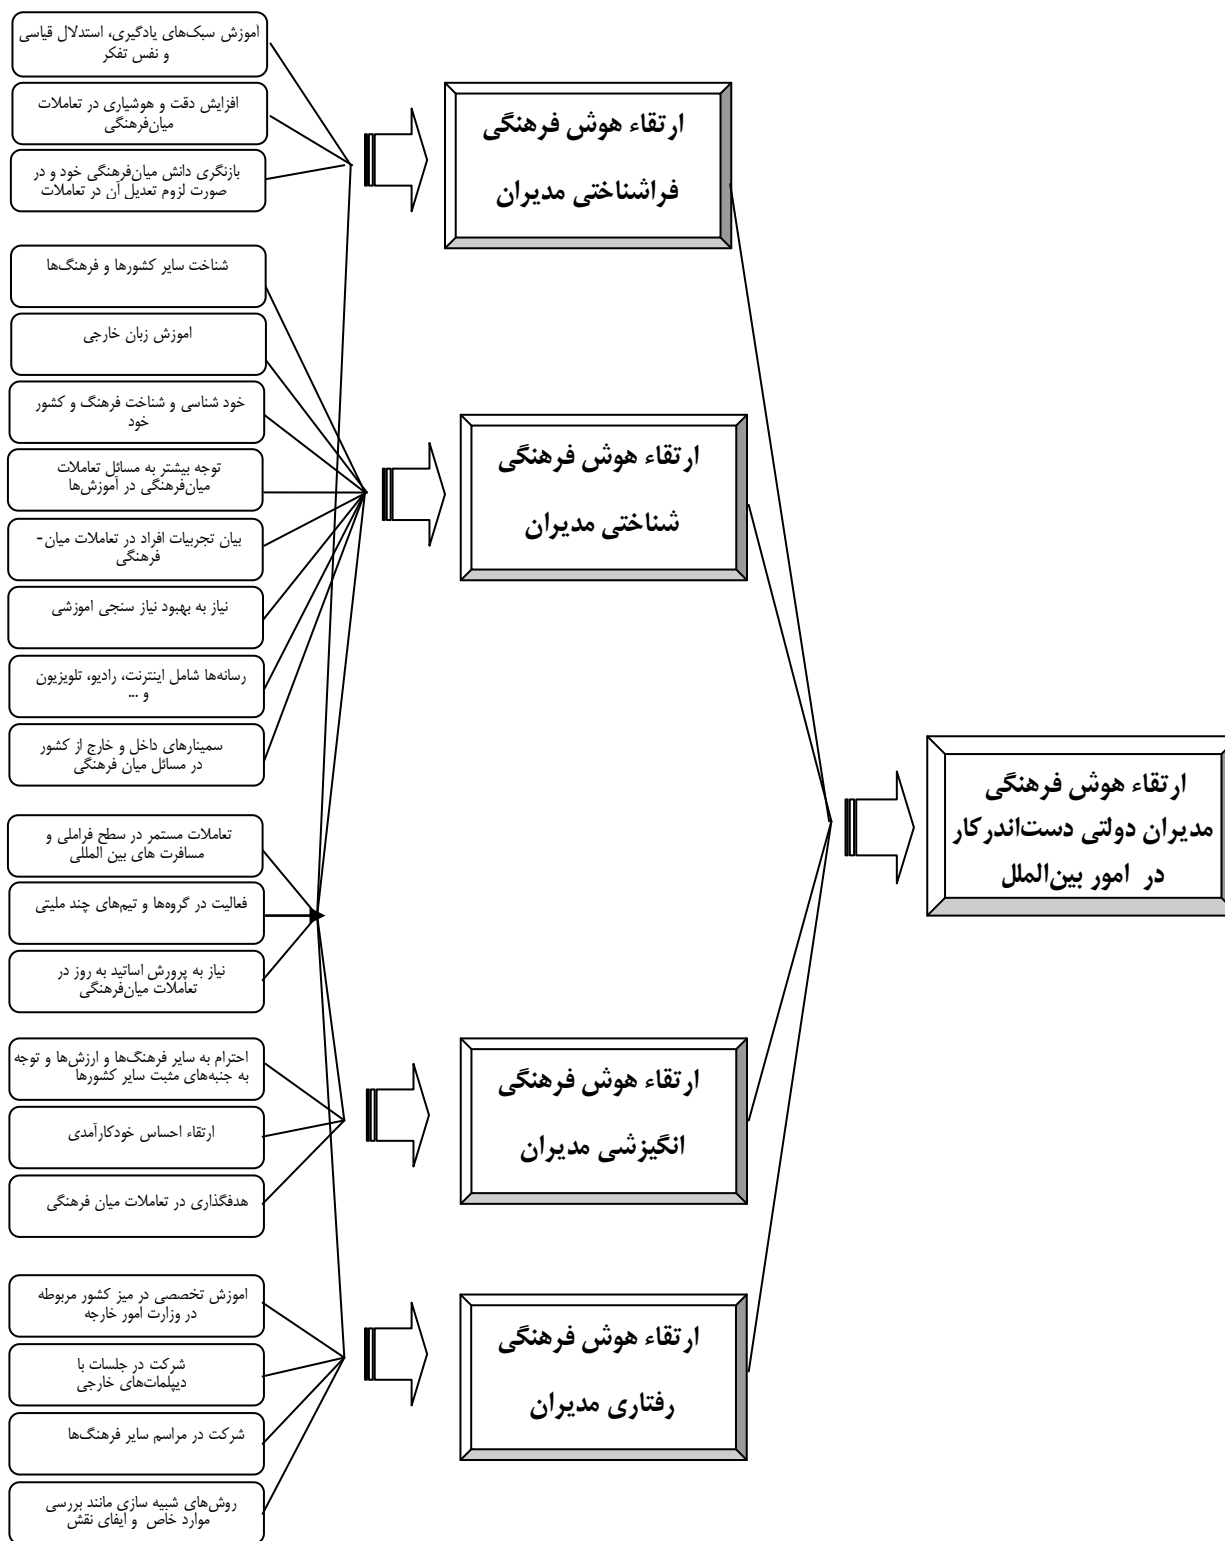 آموزش سبک‌های یادگیری، استدلال قیاسی
و نفس تفکر
افزایش دقت و هوشیاری در تعاملات
میان‌فرهنگی
بازنگری دانش میان‌فرهنگی خود و در
صورت لزوم تعدیل آن در تعاملات
شناخت سایر کشورها و فرهنگ‌ها
اموزش زبان خارجی
خود شناسی و شناخت فرهنگ و کشور
خود
توجه بیشتر به مسائل تعاملات
میان‌فرهنگی در آموزش‌ها
بیان تجربیات افراد در تعاملات میان-
فرهنگی
نیاز به بهبود نیاز سنجی اموزشی
رسانه‌ها شامل اینترنت، رادیو، تلویزیون
و ...
سمینارهای داخل و خارج از کشور
در مسائل میان فرهنگی
تعاملات مستمر در سطح فراملی و
مسافرت های بین المللی
فعالیت در گروه‌ها و تیم‌های چند ملیتی
نیاز به پرورش اساتید به روز در
تعاملات میان‌فرهنگی
احترام به سایر فرهنگ‌ها و ارزش‌ها و توجه
به جنبه‌های مثبت سایر کشورها
ارتقاء احساس خودکارآمدی
هدفگذاری در تعاملات میان فرهنگی
اموزش تخصصی در میز کشور مربوطه
در وزارت امور خارجه
شرکت در جلسات با
دیپلمات‌های خارجی
شرکت در مراسم سایر فرهنگ‌ها
روش‌های شبیه سازی مانند بررسی
موارد خاص و ایفای نقش
ارتقاء هوش فرهنگی
فراشناختی مدیران
ارتقاء هوش فرهنگی
شناختی مدیران
ارتقاء هوش فرهنگی
انگیزشی مدیران
ارتقاء هوش فرهنگی
رفتاری مدیران
ارتقاء هوش فرهنگی
مدیران دولتی دست‌اندرکار
در امور بین‌الملل